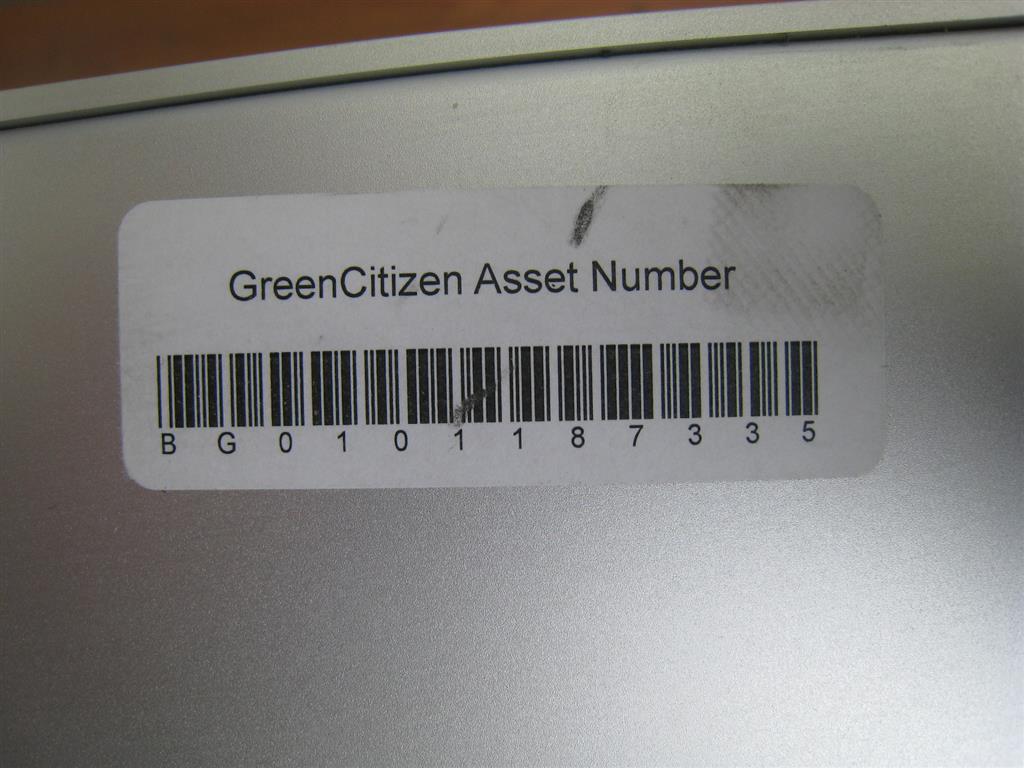 GreenCitizen Asset Number
B G 0 1 0 1 1 8 7 3 3 5